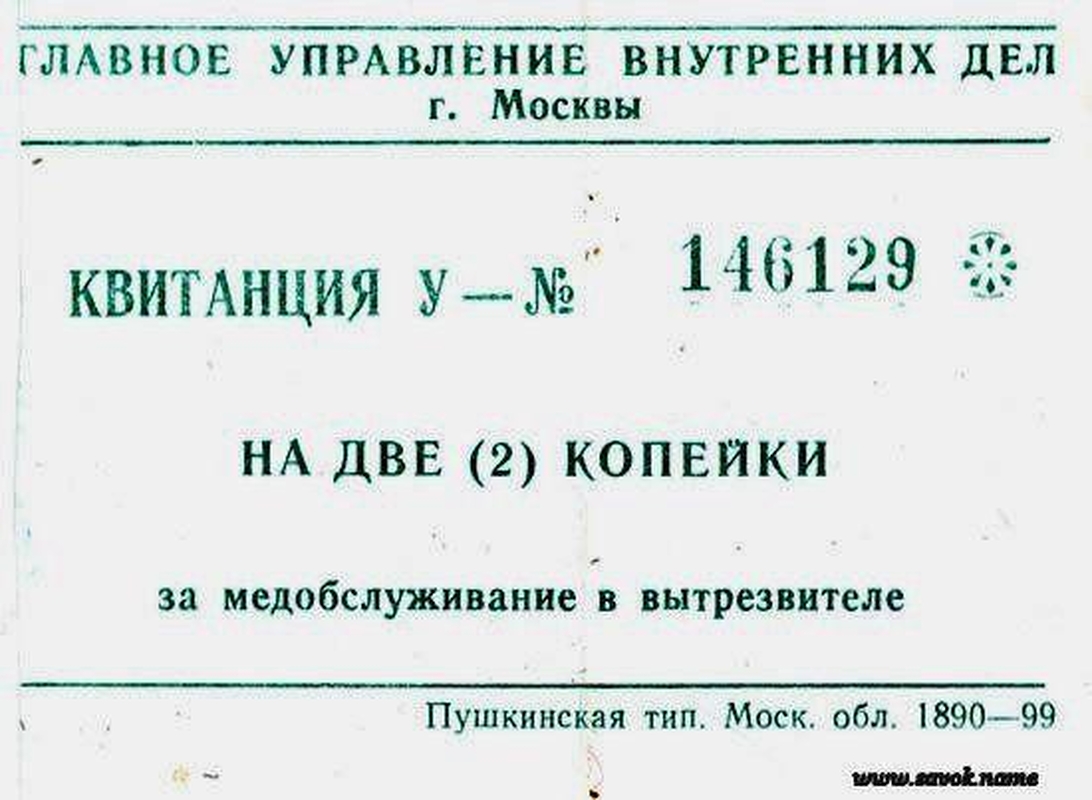 ГЛАВНОЕ УПРАВЛЕНИЕ ВНУТРЕННИХ ДЕЛ
г. Москвы
КВИТАНЦИЯ У — № 146129
НА ДВЕ (2) КОПЕЙКИ
за медобслуживание в вытрезвителе
Пушкинская тип. Моск. обл. 1890—99
www.savok.name